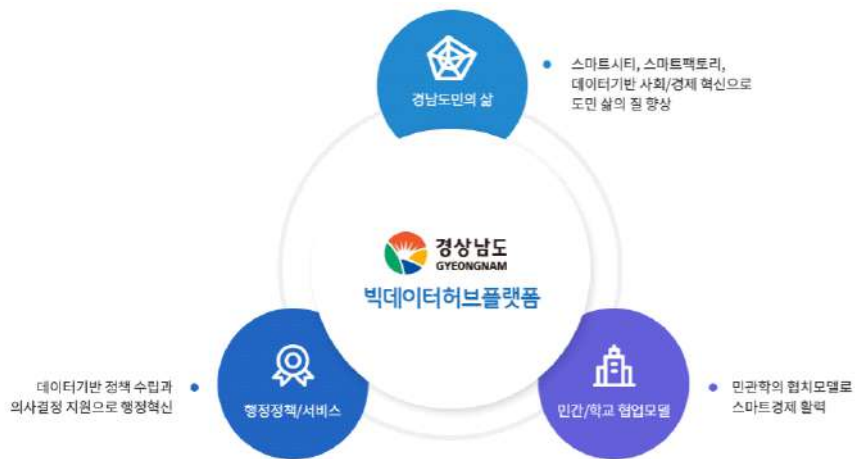 경남도민의 삶
스마트시티, 스마트팩토리,
데이터기반 사회/경제 혁신으로
도민 삶의 질 향상
경상남도
GYEONGNAM
빅데이터허브플랫폼
데이터기반 정책 수립과
의사결정 지원으로 행정혁신
행정정책/서비스
민간/학교 협업모델
민관학의 협치모델로
스마트경제 활력